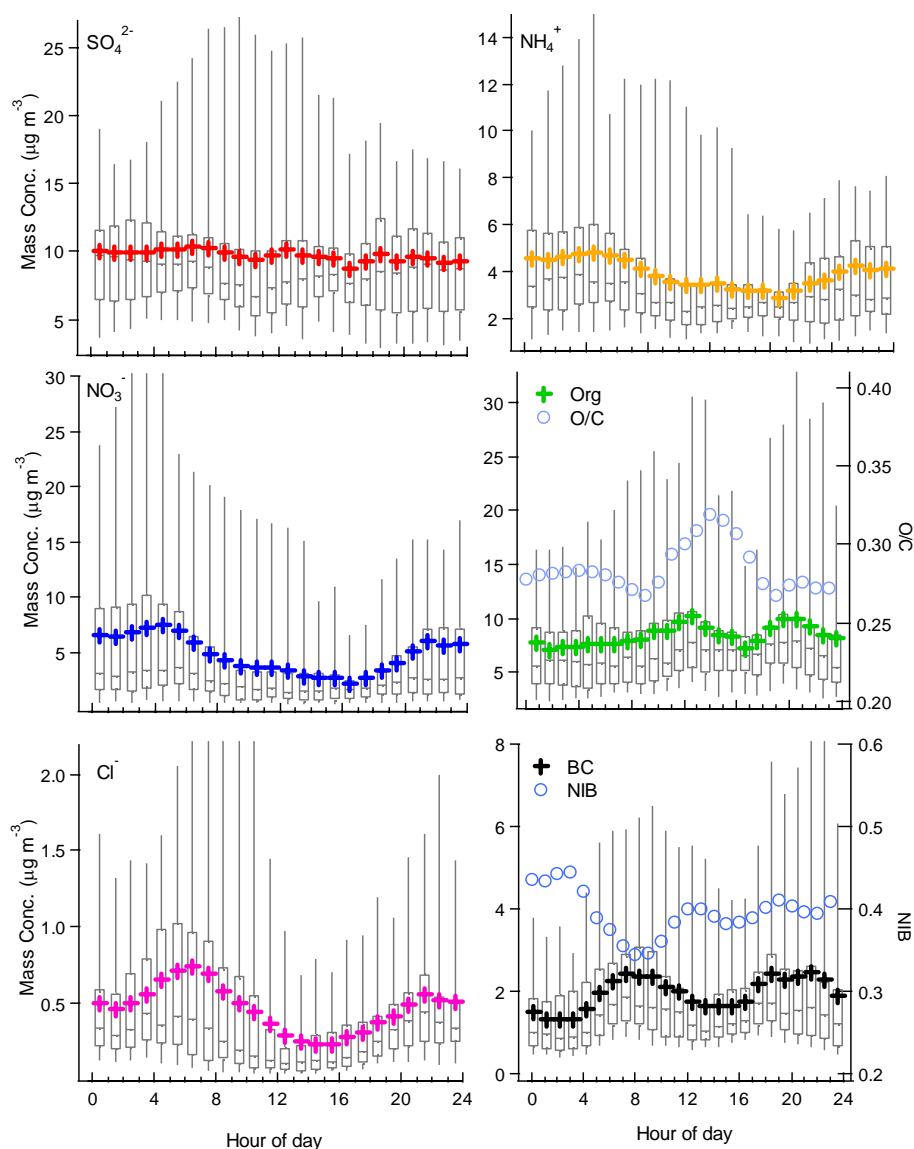 SO₄²⁻
25
20
15
10
5
Mass Conc. (µg m⁻³)
NH₄⁺
14
12
10
8
6
4
2
NO₃⁻
30
25
20
15
10
5
Mass Conc. (µg m⁻³)
Org
O/C
30
25
20
15
10
5
0.40
0.35
0.30
0.25
0.20
O/C
Cl⁻
2.0
1.5
1.0
0.5
Mass Conc. (µg m⁻³)
0 4 8 12 16 20 24
Hour of day
BC
NIB
8
6
4
2
0
0.6
0.5
0.4
0.3
0.2
NIB
0 4 8 12 16 20 24
Hour of day